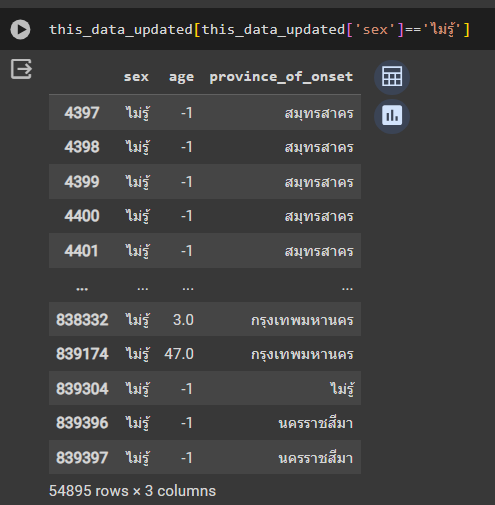 this_data_updated[this_data_updated['sex']=='ไม่รู้']
sex age province_of_onset
4397 ไม่รู้ -1 สมุทรสาคร
4398 ไม่รู้ -1 สมุทรสาคร
4399 ไม่รู้ -1 สมุทรสาคร
4400 ไม่รู้ -1 สมุทรสาคร
4401 ไม่รู้ -1 สมุทรสาคร
... ... ... ...
838332 ไม่รู้ 3.0 กรุงเทพมหานคร
839174 ไม่รู้ 47.0 กรุงเทพมหานคร
839304 ไม่รู้ -1 ไม่รู้
839396 ไม่รู้ -1 นครราชสีมา
839397 ไม่รู้ -1 นครราชสีมา
54895 rows × 3 columns